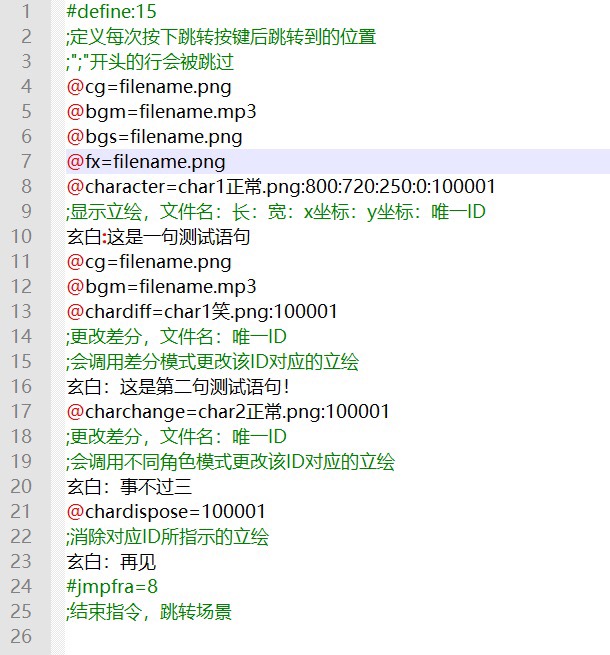 1 #define:15
2 ;定义每次按下跳转按键后跳转到的位置
3 ;";"开头的行会被跳过
4 @cg=filename.png
5 @bgm=filename.mp3
6 @bgs=filename.png
7 @fx=filename.png
8 @character=char1正常.png:800:720:250:0:100001
9 ;显示立绘，文件名：长：宽：x坐标：y坐标：唯一ID
10 玄白:这是一句测试语句
11 @cg=filename.png
12 @bgm=filename.mp3
13 @chardiff=char1笑.png:100001
14 ;更改差分，文件名：唯一ID
15 ;会调用差分模式更改该ID对应的立绘
16 玄白：这是第二句测试语句！
17 @charchange=char2正常.png:100001
18 ;更改差分，文件名：唯一ID
19 ;会调用不同角色模式更改该ID对应的立绘
20 玄白：事不过三
21 @chardispose=100001
22 ;消除对应ID所指示的立绘
23 玄白：再见
24 #jmpfra=8
25 ;结束指令，跳转场景
26